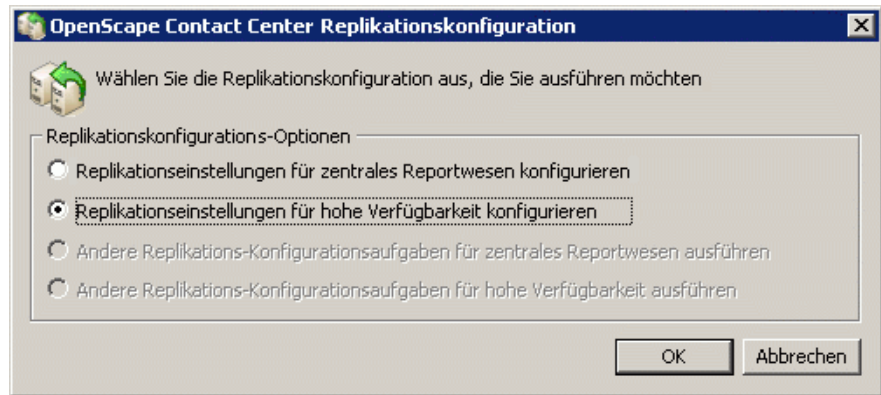 OpenScape Contact Center Replikationskonfiguration
Wählen Sie die Replikationskonfiguration aus, die Sie ausführen möchten
Replikationskonfigurations-Optionen
Replikationseinstellungen für zentrales Reportwesen konfigurieren
Replikationseinstellungen für hohe Verfügbarkeit konfigurieren
Andere Replikations-Konfigurationsaufgaben für zentrales Reportwesen ausführen
Andere Replikations-Konfigurationsaufgaben für hohe Verfügbarkeit ausführen
OK Abbrechen